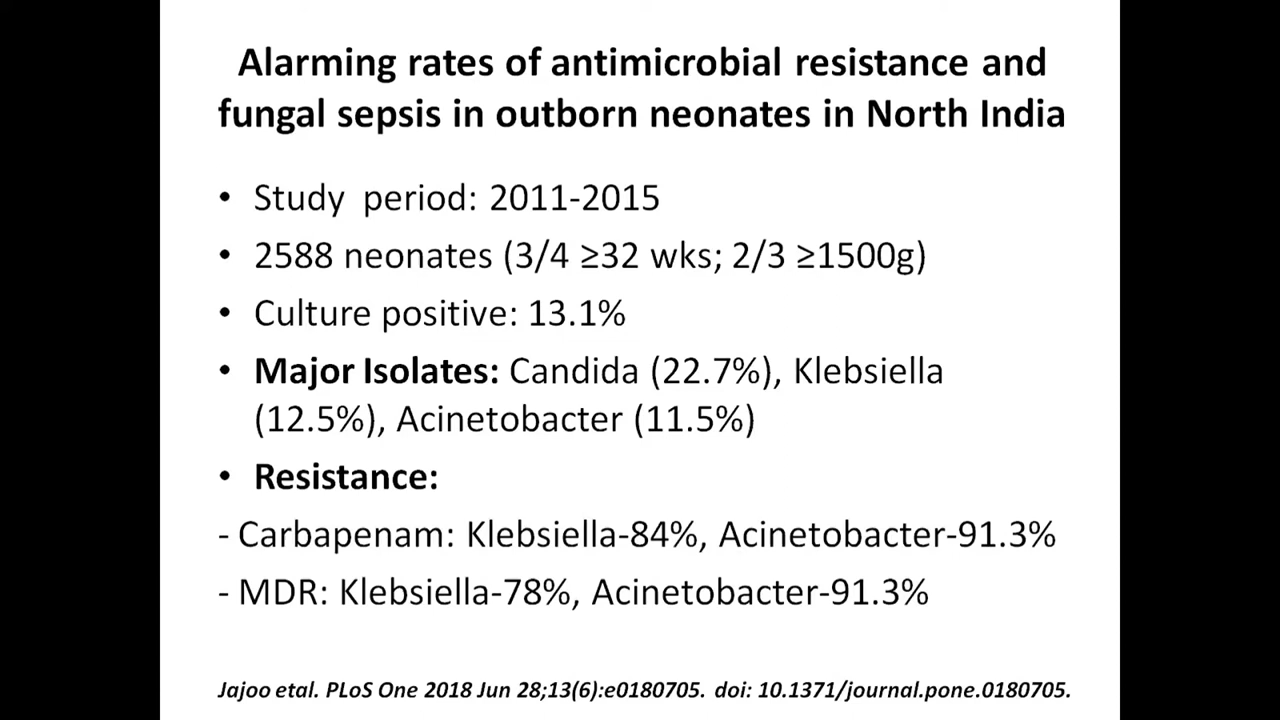 Alarming rates of antimicrobial resistance and
fungal sepsis in outborn neonates in North India
• Study period: 2011-2015
• 2588 neonates (3/4 ≥32 wks; 2/3 ≥1500g)
• Culture positive: 13.1%
• Major Isolates: Candida (22.7%), Klebsiella
(12.5%), Acinetobacter (11.5%)
• Resistance:
- Carbapenam: Klebsiella-84%, Acinetobacter-91.3%
- MDR: Klebsiella-78%, Acinetobacter-91.3%
Jajoo etal. PLoS One 2018 Jun 28;13(6):e0180705. doi: 10.1371/journal.pone.0180705.